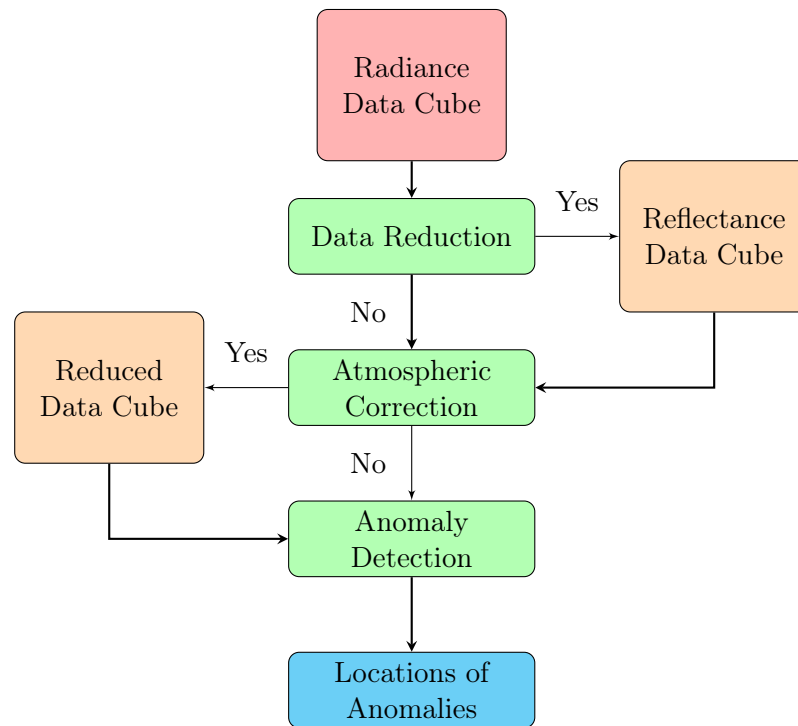 Radiance
Data Cube
Data Reduction
Yes
Reflectance
Data Cube
No
Reduced
Data Cube
Yes
Atmospheric
Correction
No
Anomaly
Detection
Locations of
Anomalies